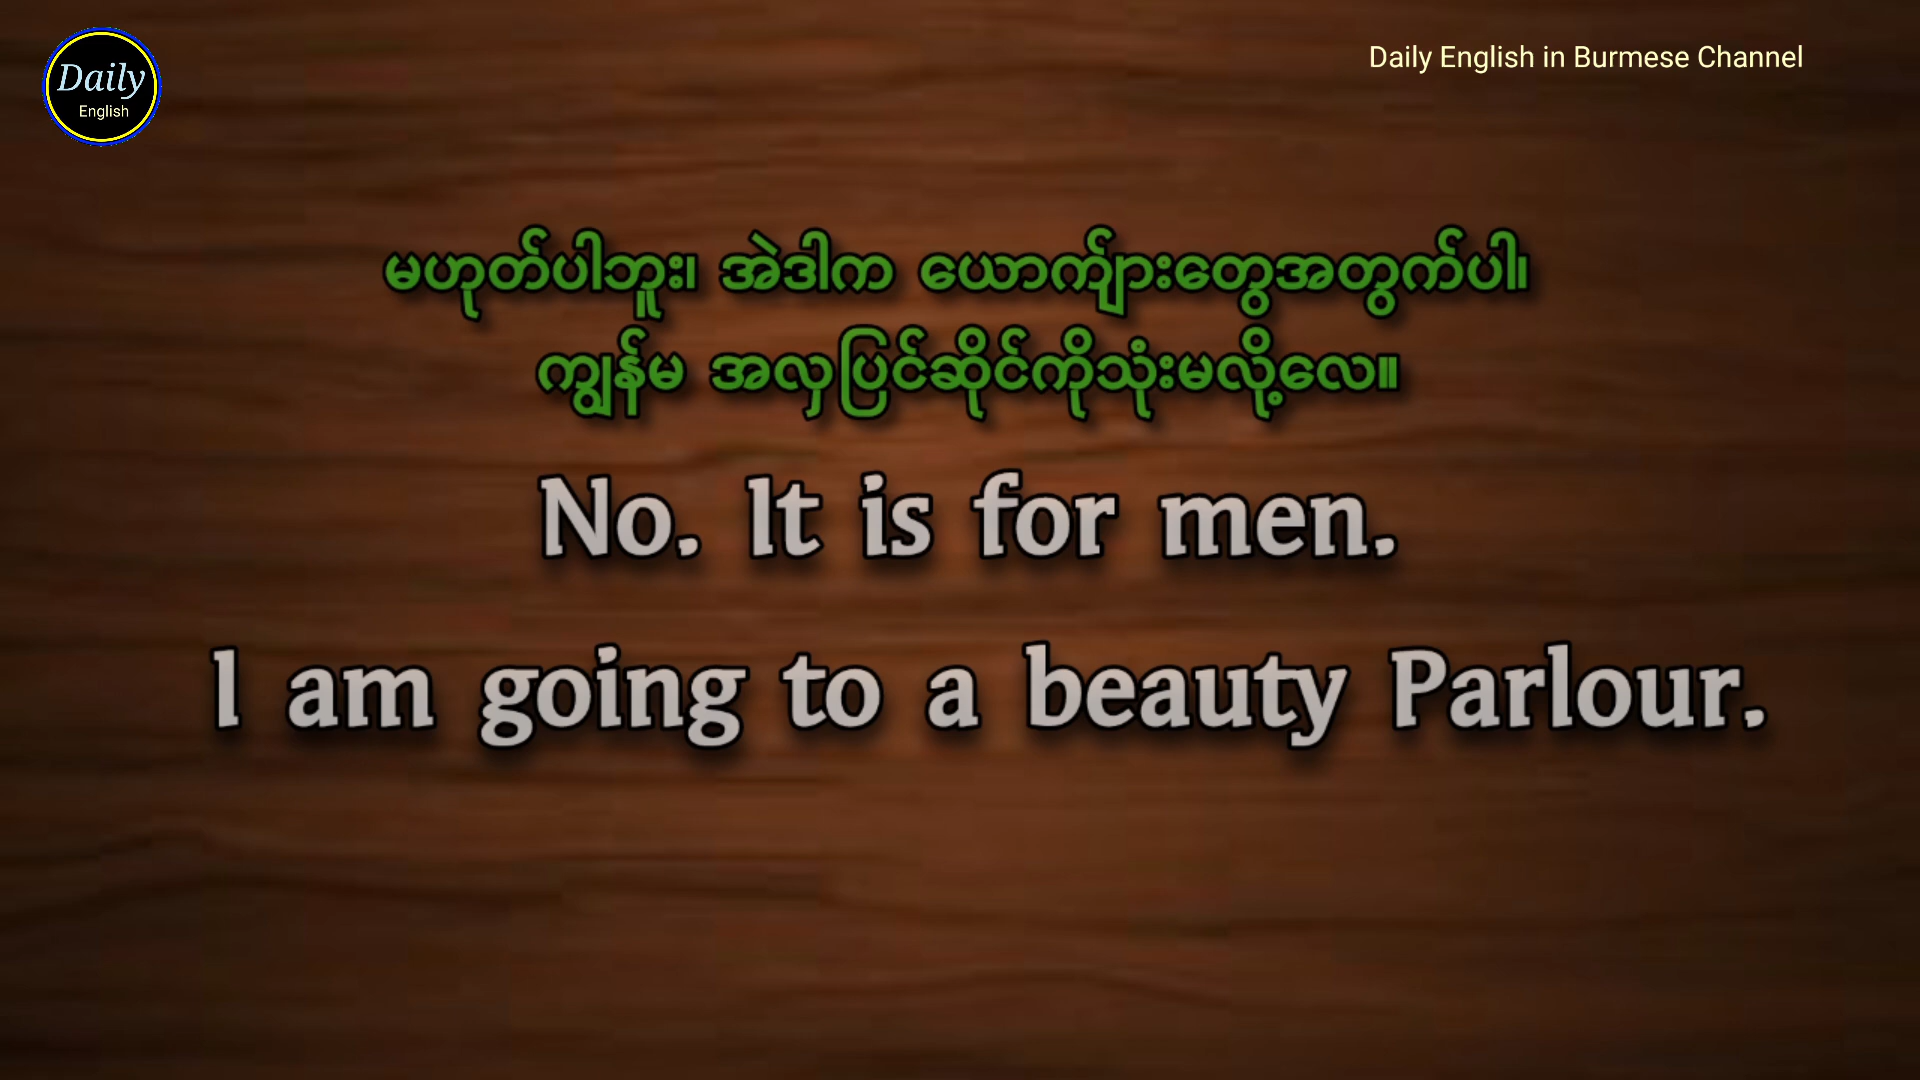 Daily
English
Daily English in Burmese Channel
မဟုတ်ပါဘူး၊ အဲဒါက ယောက်ျားတွေအတွက်ပါ၊
ကျွန်မ အလှပြင်ဆိုင်ကိုသုံးမလို့လေ။
No. It is for men.
I am going to a beauty Parlour.